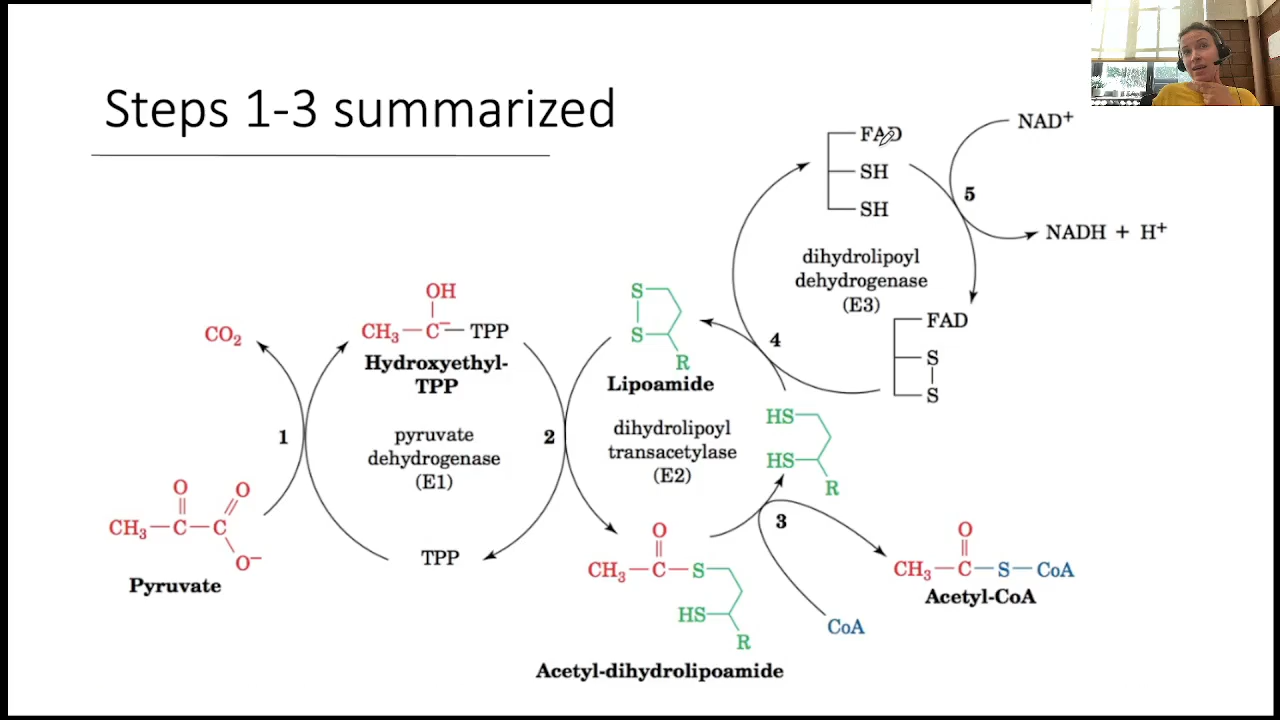 Steps 1-3 summarized
CO₂
OH
CH₃—C⁻—TPP
Hydroxyethyl-
TPP
1
pyruvate
dehydrogenase
(E1)
O
O
CH₃—C—C
O⁻
Pyruvate
TPP
2
S
S
R
Lipoamide
dihydrolipoyl
transacetylase
(E2)
O
CH₃—C—S
HS
R
Acetyl-dihydrolipoamide
FAD
SH
SH
dihydrolipoyl
dehydrogenase
(E3)
NAD⁺
5
NADH + H⁺
FAD
S
S
4
HS
HS
R
3
CoA
O
CH₃—C—S—CoA
Acetyl-CoA